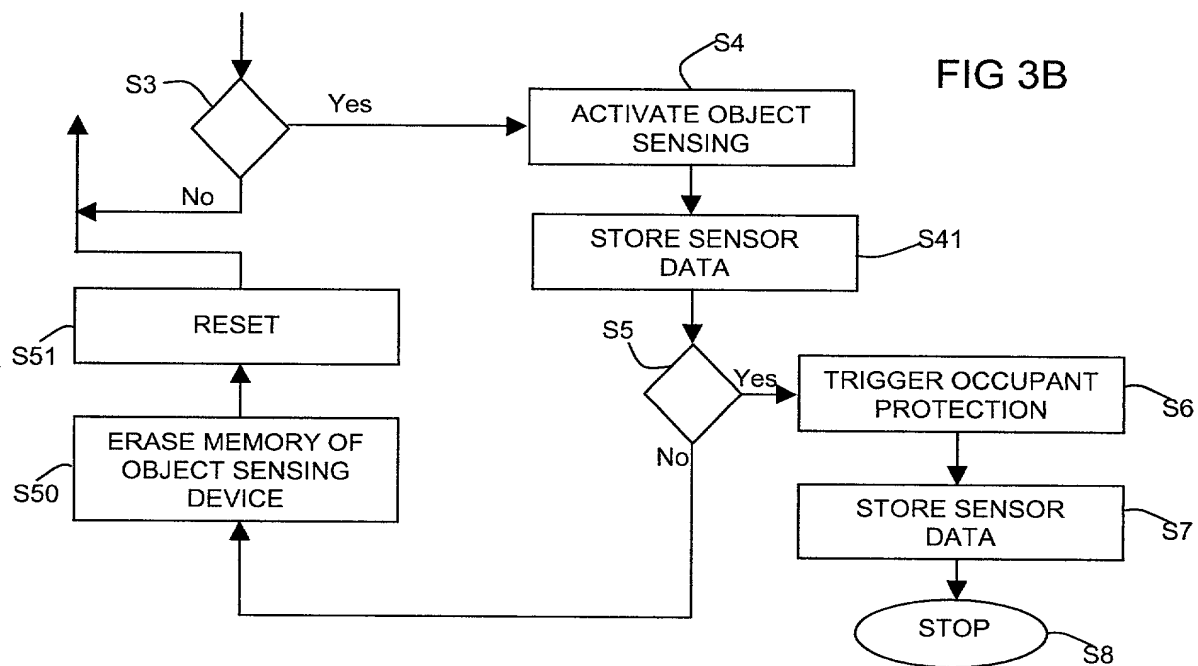 FIG 3B
S3
Yes
No
S4
ACTIVATE OBJECT
SENSING
STORE SENSOR
DATA
S41
S5
Yes
No
TRIGGER OCCUPANT
PROTECTION
S6
STORE SENSOR
DATA
S7
STOP
S8
RESET
S51
ERASE MEMORY OF
OBJECT SENSING
DEVICE
S50